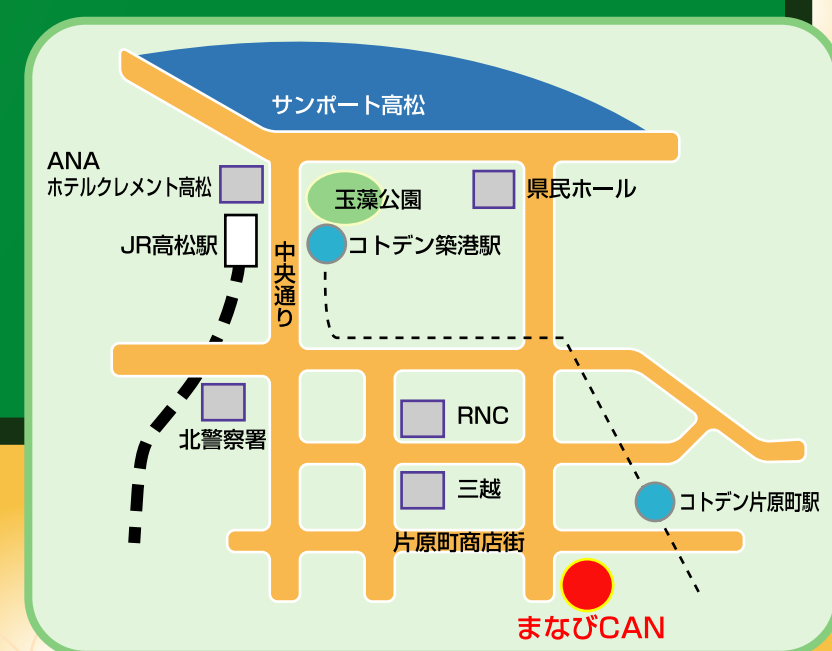 サンポート高松
ANA
ホテルクレメント高松
玉藻公園
県民ホール
JR高松駅
中央通り
コトデン築港駅
RNC
北警察署
三越
コトデン片原町駅
片原町商店街
まなびCAN